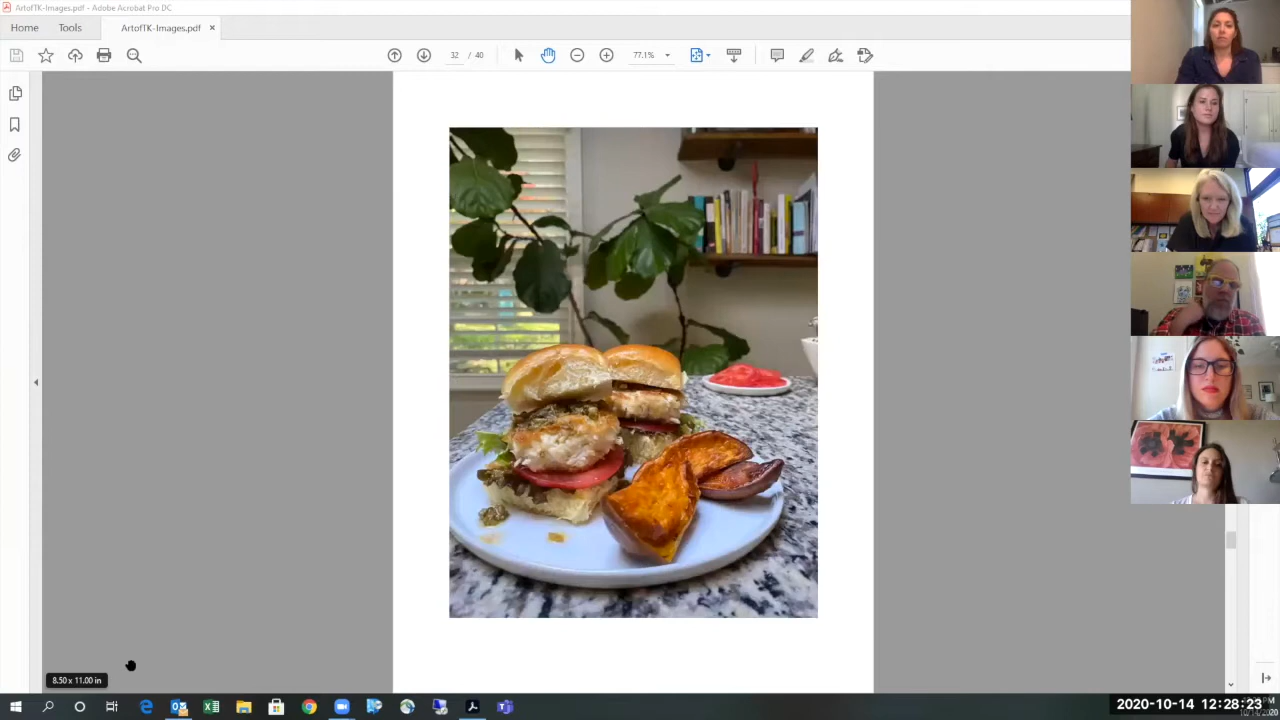 ArtofTK-Images.pdf - Adobe Acrobat Pro DC
Home Tools ArtofTK-Images.pdf ×
32 / 40 77.1%
8.50 x 11.00 in
2020-10-14 12:28:23